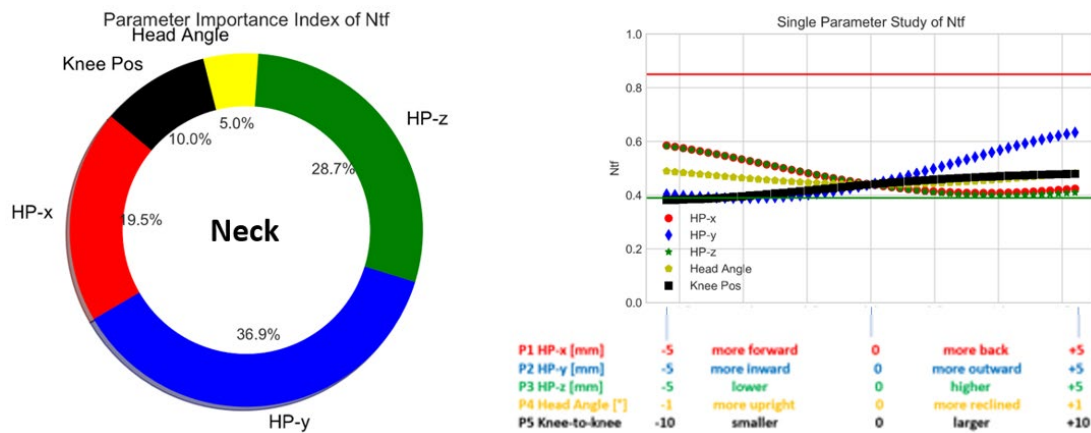 Parameter Importance Index of Ntf
Head Angle
Knee Pos
HP-z
5.0%
10.0%
28.7%
HP-x
19.5%
Neck
36.9%
HP-y
Single Parameter Study of Ntf
1.0
0.8
0.6
0.4
0.2
0.0
Ntf
HP-x
HP-y
HP-z
Head Angle
Knee Pos
P1 HP-x [mm] -5 more forward 0 more back +5
P2 HP-y [mm] -5 more inward 0 more outward +5
P3 HP-z [mm] -5 lower 0 higher +5
P4 Head Angle [°] -1 more upright 0 more reclined +1
P5 Knee-to-knee -10 smaller 0 larger +10